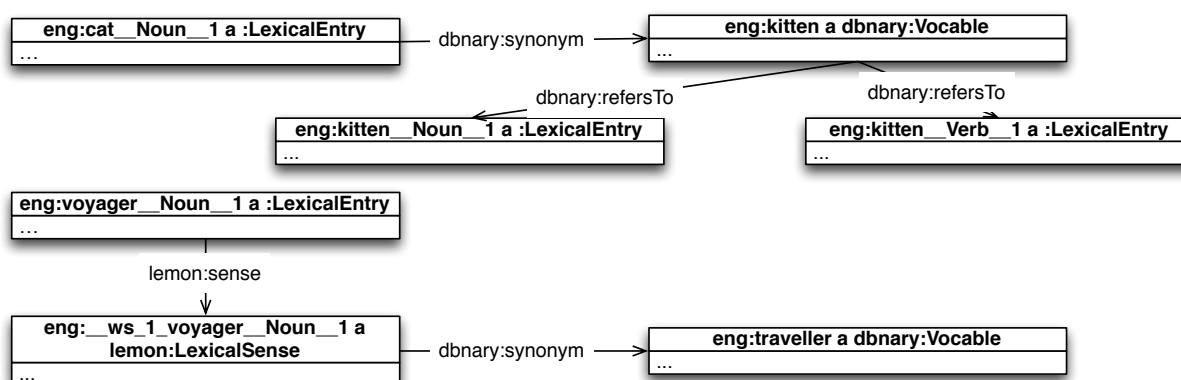 eng:cat__Noun__1 a :LexicalEntry
...
dbnary:synonym
eng:kitten a dbnary:Vocable
...
dbnary:refersTo
dbnary:refersTo
eng:kitten__Noun__1 a :LexicalEntry
...
eng:kitten__Verb__1 a :LexicalEntry
...
eng:voyager__Noun__1 a :LexicalEntry
...
lemon:sense
eng:__ws_1_voyager__Noun__1 a
lemon:LexicalSense
...
dbnary:synonym
eng:traveller a dbnary:Vocable
...